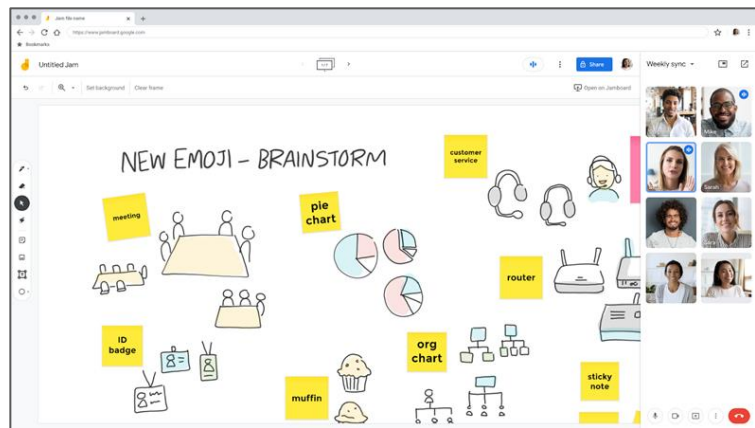 Jam file name
https://www.jamboard.google.com
Bookmarks
Untitled Jam
Share
Weekly sync
Set background
Clear frame
Open on Jamboard
NEW EMOJI - BRAINSTORM
meeting
pie
chart
customer
service
router
ID
badge
org
chart
muffin
sticky
note
Mike
Sarah